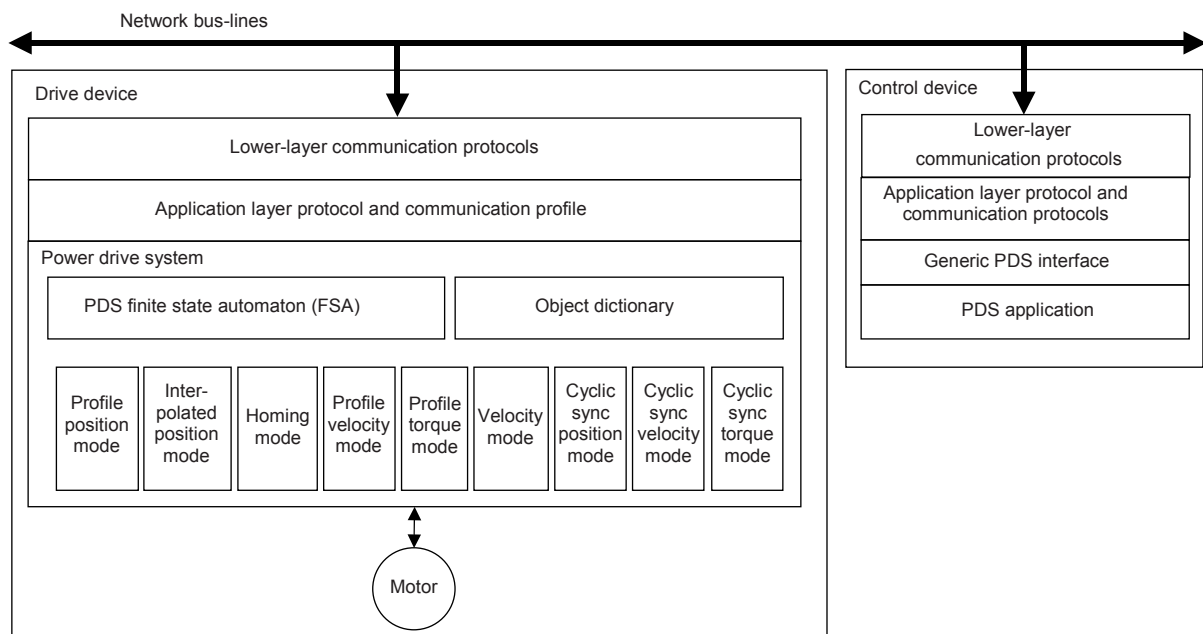 Network bus-lines
Drive device
Lower-layer communication protocols
Application layer protocol and communication profile
Power drive system
PDS finite state automaton (FSA)
Object dictionary
Profile
position
mode
Inter-
polated
position
mode
Homing
mode
Profile
velocity
mode
Profile
torque
mode
Velocity
mode
Cyclic
sync
position
mode
Cyclic
sync
velocity
mode
Cyclic
sync
torque
mode
Motor
Control device
Lower-layer
communication protocols
Application layer protocol and
communication protocols
Generic PDS interface
PDS application